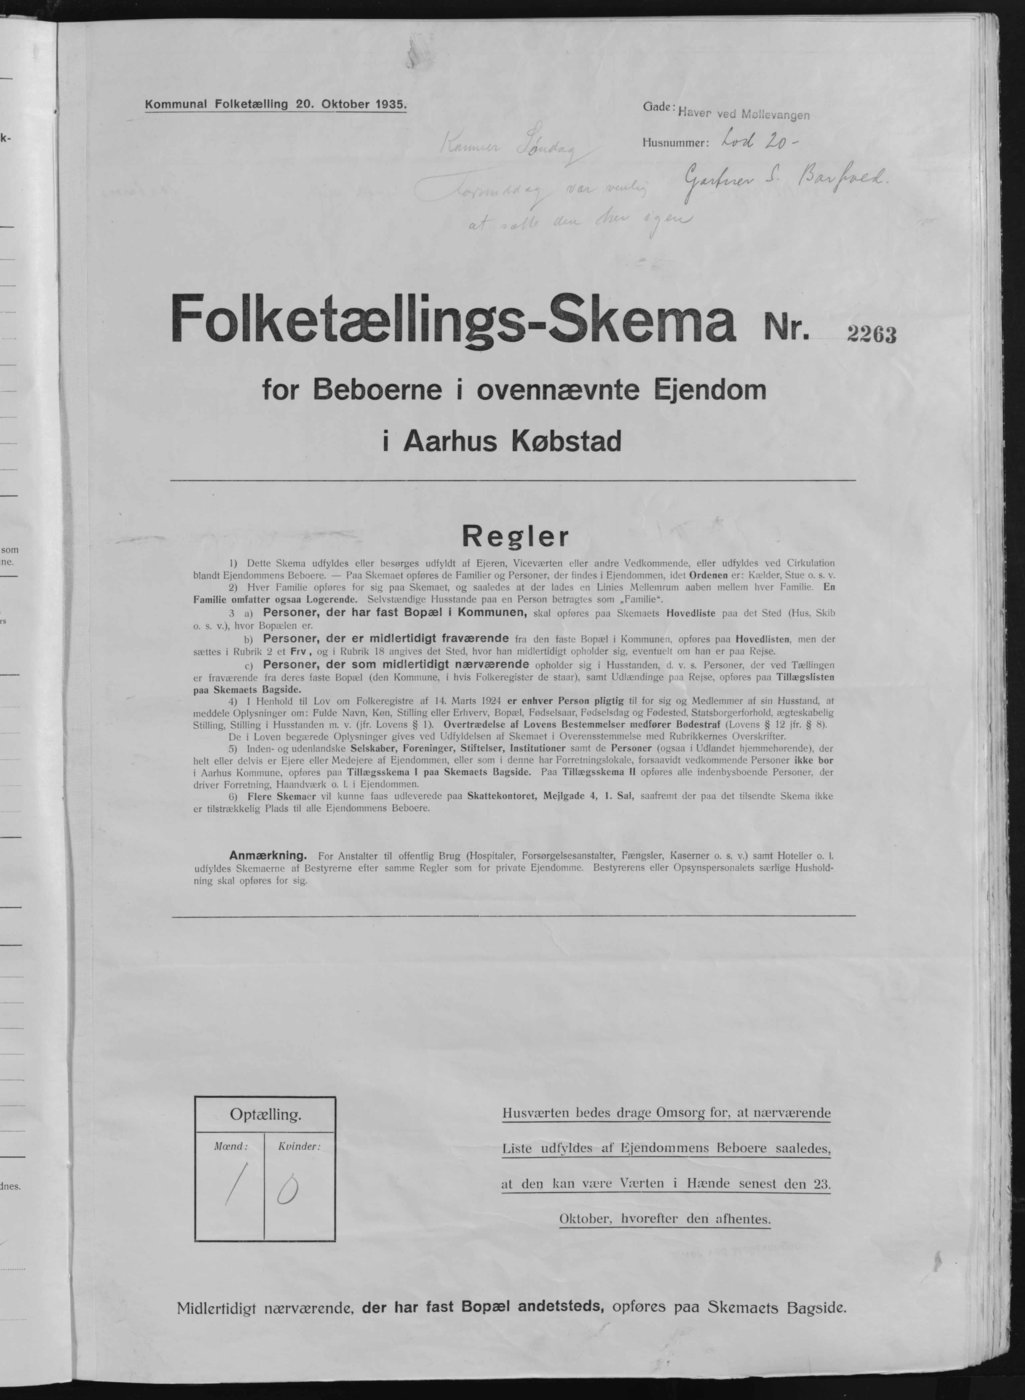 Kommunal Folketælling 20. Oktober 1935.
Gade: Haver ved Møllevangen
Husnummer: Lod 20-
Kommer Søndag
Formiddag var venlig
Gartner S. Barfoed.
at sætte den her igen
Folketællings-Skema Nr. 2263
for Beboerne i ovennævnte Ejendom
i Aarhus Købstad
Regler
1) Dette Skema udfyldes eller besørges udfyldt af Ejeren, Viceværten eller andre Vedkommende, eller udfyldes ved Cirkulation
blandt Ejendommens Beboere. — Paa Skemaet opføres de Familier og Personer, der findes i Ejendommen, idet Ordenen er: Kælder, Stue o. s. v.
2) Hver Familie opføres for sig paa Skemaet, og saaledes at der lades en Linies Mellemrum aaben mellem hver Familie. En
Familie omfatter ogsaa Logerende. Selvstændige Husstande paa en Person betragtes som „Familie“.
3 a) Personer, der har fast Bopæl i Kommunen, skal opføres paa Skemaets Hovedliste paa det Sted (Hus, Skib
o. s. v.), hvor Bopælen er.
b) Personer, der er midlertidigt fraværende fra den faste Bopæl i Kommunen, opføres paa Hovedlisten, men der
sættes i Rubrik 2 et Frv, og i Rubrik 18 angives det Sted, hvor han midlertidigt opholder sig, eventuelt om han er paa Rejse.
c) Personer, der som midlertidigt nærværende opholder sig i Husstanden, d. v. s. Personer, der ved Tællingen
er fraværende fra deres faste Bopæl (den Kommune, i hvis Folkeregister de staar), samt Udlændinge paa Rejse, opføres paa Tillægslisten
paa Skemaets Bagside.
4) I Henhold til Lov om Folkeregistre af 14. Marts 1924 er enhver Person pligtig til for sig og Medlemmer af sin Husstand, at
meddele Oplysninger om: Fulde Navn, Køn, Stilling eller Erhverv, Bopæl, Fødselsaar, Fødselsdag og Fødested, Statsborgerforhold, ægteskabelig
Stilling, Stilling i Husstanden m. v. (jfr. Lovens § 1). Overtrædelse af Lovens Bestemmelser medfører Bødestraf (Lovens § 12 jfr. § 8).
De i Loven begærede Oplysninger gives ved Udfyldelsen af Skemaet i Overensstemmelse med Rubrikkernes Overskrifter.
5) Inden- og udenlandske Selskaber, Foreninger, Stiftelser, Institutioner samt de Personer (ogsaa i Udlandet hjemmehørende), der
helt eller delvis er Ejere eller Medejere af Ejendommen, eller som i denne har Forretningslokale, forsaavidt vedkommende Personer ikke bor
i Aarhus Kommune, opføres paa Tillægsskema I paa Skemaets Bagside. Paa Tillægsskema II opføres alle indenbysboende Personer, der
driver Forretning, Haandværk o. l. i Ejendommen.
6) Flere Skemaer vil kunne faas udleverede paa Skattekontoret, Mejlgade 4, 1. Sal, saafremt der paa det tilsendte Skema ikke
er tilstrækkelig Plads til alle Ejendommens Beboere.
Anmærkning. For Anstalter til offentlig Brug (Hospitaler, Forsørgelsesanstalter, Fængsler, Kaserner o. s. v.) samt Hoteller o. l.
udfyldes Skemaerne af Bestyrerne efter samme Regler som for private Ejendomme. Bestyrerens eller Opsynspersonalets særlige Hushold-
ning skal opføres for sig.
Optælling.
Mænd: Kvinder:
1 0
Husværten bedes drage Omsorg for, at nærværende
Liste udfyldes af Ejendommens Beboere saaledes,
at den kan være Værten i Hænde senest den 23.
Oktober, hvorefter den afhentes.
Midlertidigt nærværende, der har fast Bopæl andetsteds, opføres paa Skemaets Bagside.
k-
som
ne.
rs
dnes.